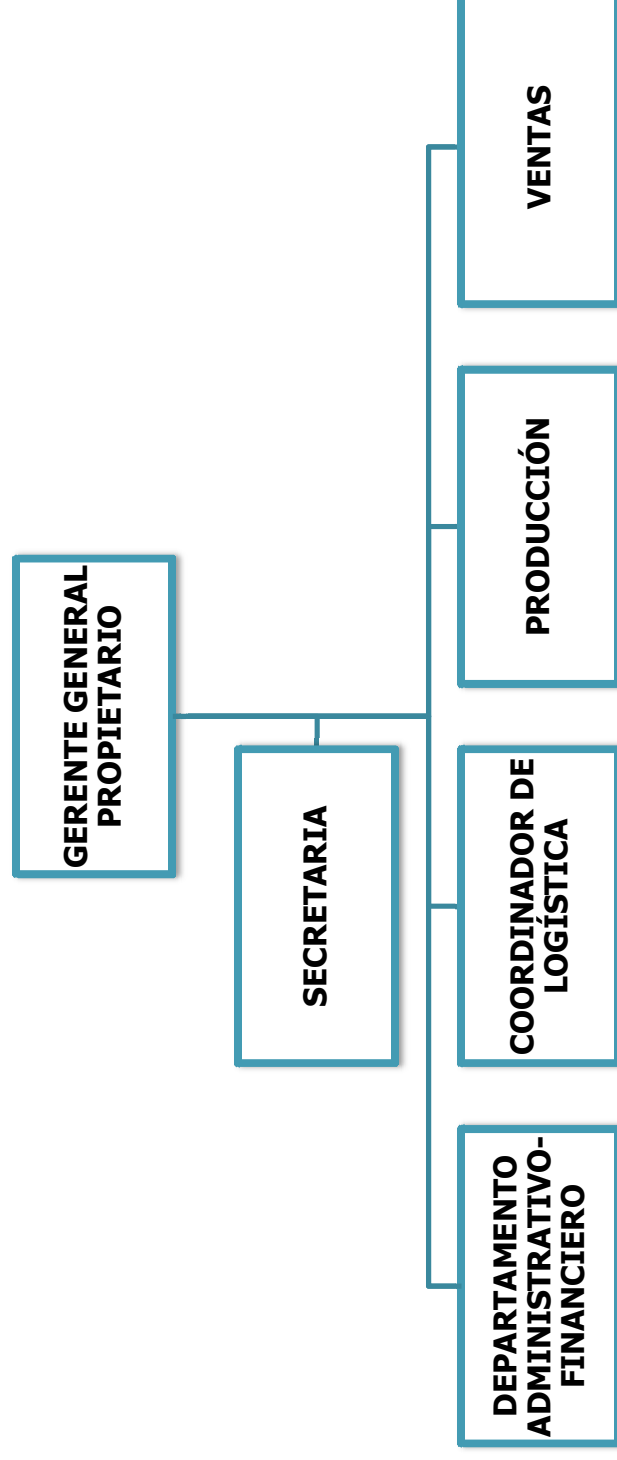 GERENTE GENERAL
PROPIETARIO
SECRETARIA
DEPARTAMENTO
ADMINISTRATIVO-
FINANCIERO
COORDINADOR DE
LOGÍSTICA
PRODUCCIÓN
VENTAS